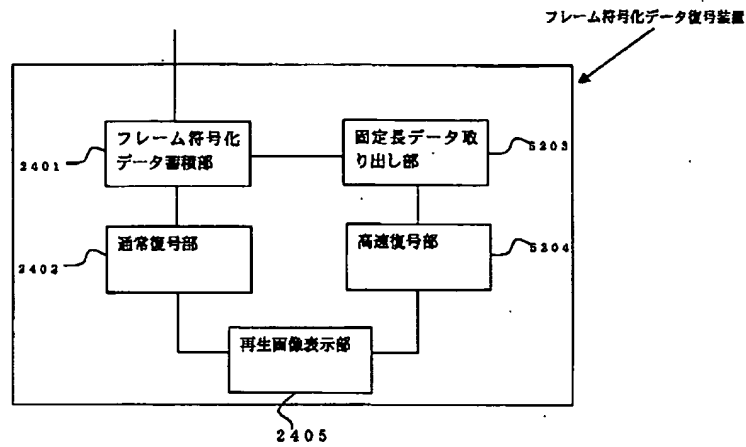 フレーム符号化データ復号装置
フレーム符号化
データ蓄積部
2401
固定長データ取
り出し部
5203
通常復号部
2402
高速復号部
5204
再生画像表示部
2405